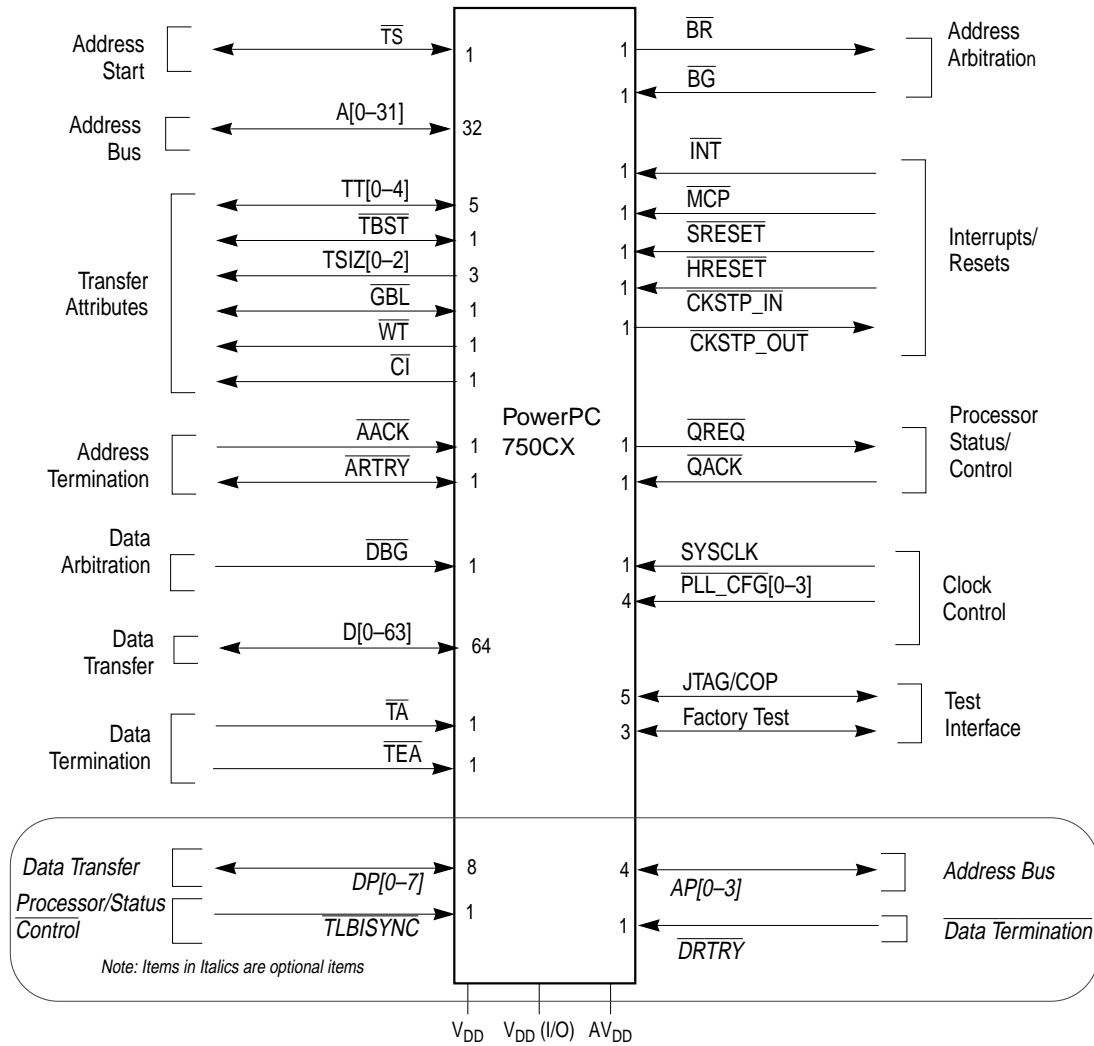 Address
Start
TS
1
Address
Bus
A[0–31]
32
Transfer
Attributes
TT[0–4]
5
TBST
1
TSIZ[0–2]
3
GBL
1
WT
1
CI
1
Address
Termination
AACK
1
ARTRY
1
Data
Arbitration
DBG
1
Data
Transfer
D[0–63]
64
Data
Termination
TA
1
TEA
1
PowerPC
750CX
1
BR
1
BG
Address
Arbitration
1
INT
1
MCP
1
SRESET
1
HRESET
CKSTP_IN
1
CKSTP_OUT
Interrupts/
Resets
1
QREQ
1
QACK
Processor
Status/
Control
1
SYSCLK
4
PLL_CFG[0–3]
Clock
Control
5
JTAG/COP
3
Factory Test
Test
Interface
Data Transfer
DP[0–7]
8
Processor/Status
Control
TLBISYNC
1
4
AP[0–3]
Address Bus
1
DRTRY
Data Termination
Note: Items in Italics are optional items
VDD
VDD (I/O)
AVDD